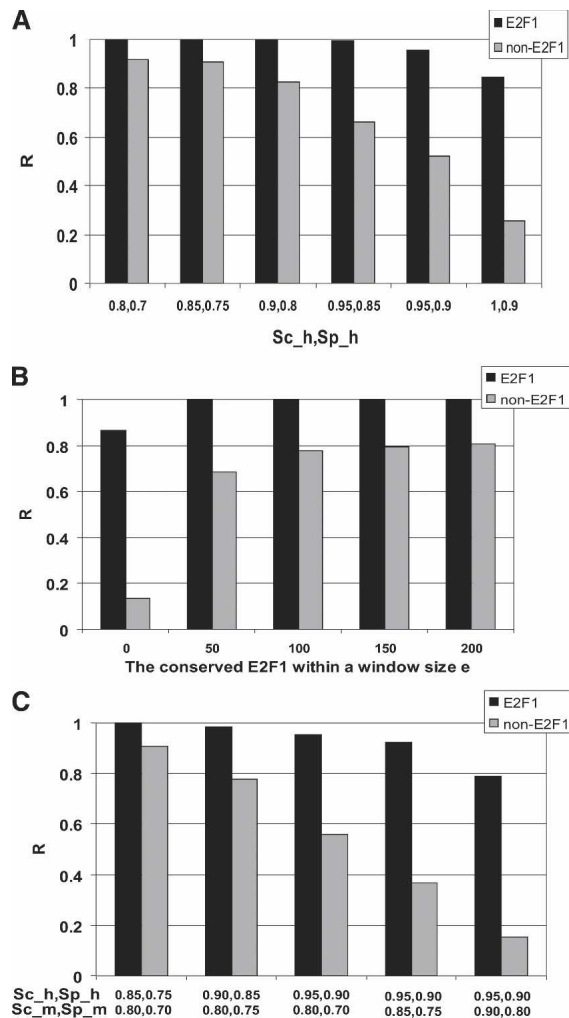 A
E2F1
non-E2F1
1
0.8
0.6
0.4
0.2
0
R
0.8,0.7 0.85,0.75 0.9,0.8 0.95,0.85 0.95,0.9 1,0.9
Sc_h,Sp_h
B
E2F1
non-E2F1
1
0.8
0.6
0.4
0.2
0
R
0 50 100 150 200
The conserved E2F1 within a window size e
C
E2F1
non-E2F1
1
0.8
0.6
0.4
0.2
0
R
Sc_h,Sp_h 0.85,0.75 0.90,0.85 0.95,0.90 0.95,0.90 0.95,0.90
Sc_m,Sp_m 0.80,0.70 0.80,0.75 0.80,0.70 0.85,0.75 0.90,0.80